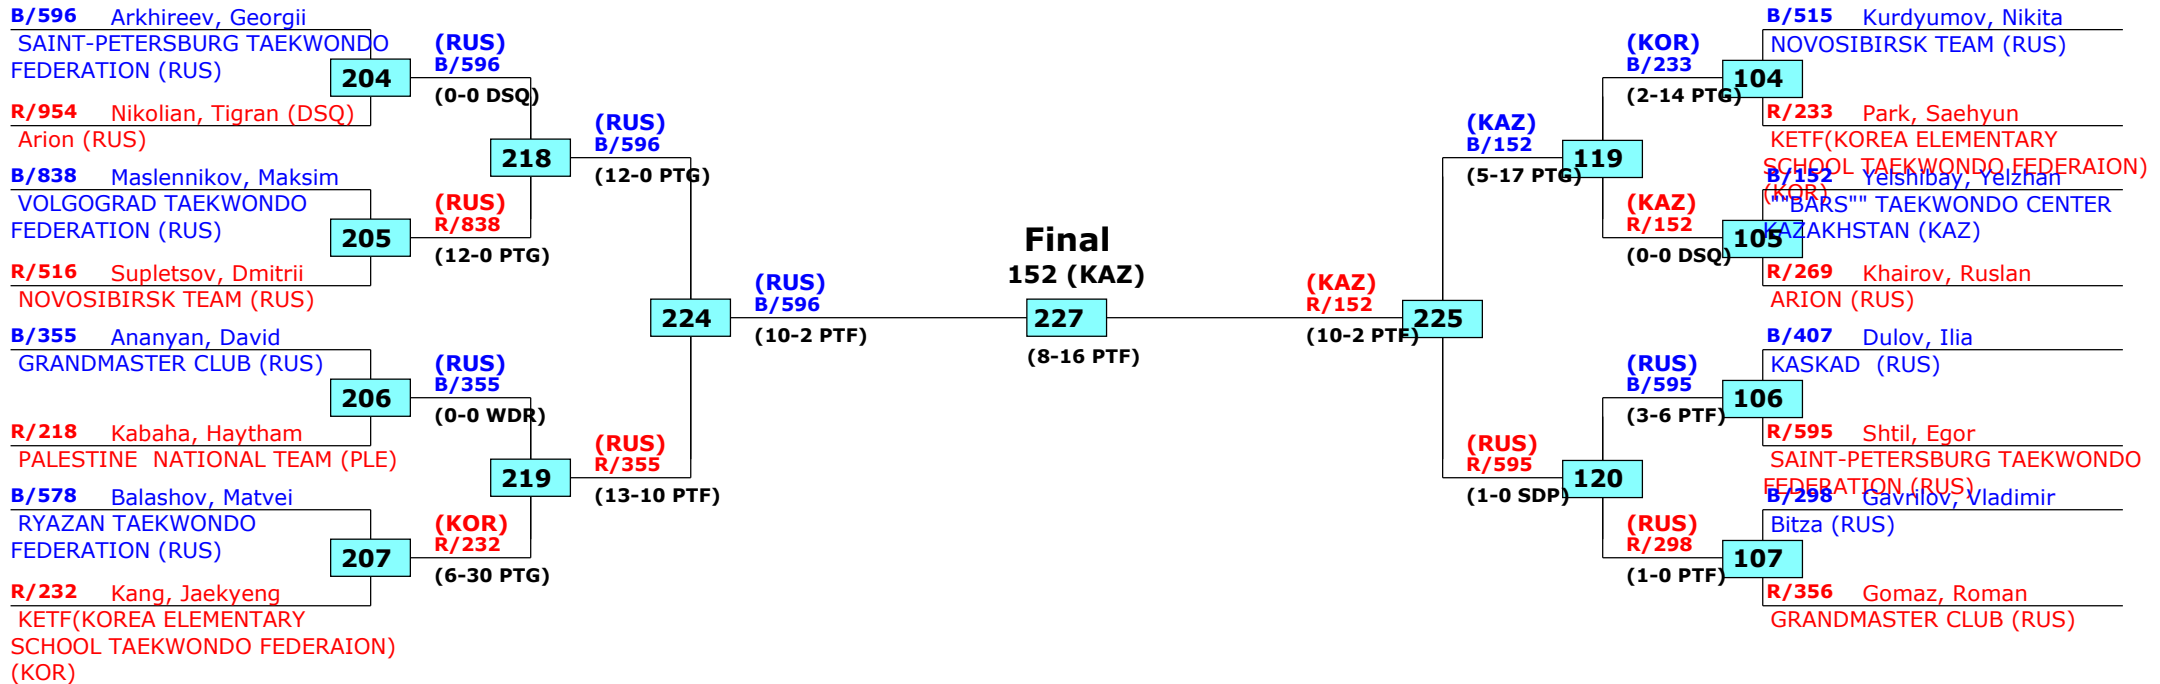 B/596 Arkhireev, Georgii
SAINT-PETERSBURG TAEKWONDO
FEDERATION (RUS)
204
R/954 Nikolian, Tigran (DSQ)
Arion (RUS)
B/838 Maslennikov, Maksim
VOLGOGRAD TAEKWONDO
FEDERATION (RUS)
205
R/516 Supletsov, Dmitrii
NOVOSIBIRSK TEAM (RUS)
B/355 Ananyan, David
GRANDMASTER CLUB (RUS)
206
R/218 Kabaha, Haytham
PALESTINE  NATIONAL TEAM (PLE)
B/578 Balashov, Matvei
RYAZAN TAEKWONDO
FEDERATION (RUS)
207
R/232 Kang, Jaekyeng
KETF(KOREA ELEMENTARY
SCHOOL TAEKWONDO FEDERAION)
(KOR)
(RUS)
B/596
(0-0 DSQ)
218
(RUS)
R/838
(12-0 PTG)
(RUS)
B/355
(0-0 WDR)
219
(KOR)
R/232
(6-30 PTG)
(RUS)
B/596
(12-0 PTG)
224
(RUS)
R/355
(13-10 PTF)
(RUS)
B/596
(10-2 PTF)
Final
152 (KAZ)
227
(8-16 PTF)
(KAZ)
R/152
(10-2 PTF)
225
(KAZ)
B/152
(5-17 PTG)
119
(RUS)
R/595
(1-0 SDP)
120
(KOR)
B/233
(2-14 PTG)
104
(KAZ)
R/152
(0-0 DSQ)
105
(RUS)
B/595
(3-6 PTF)
106
(RUS)
R/298
(1-0 PTF)
107
B/515 Kurdyumov, Nikita
NOVOSIBIRSK TEAM (RUS)
R/233 Park, Saehyun
KETF(KOREA ELEMENTARY
SCHOOL TAEKWONDO FEDERAION)
(KOR)
B/152 Yelshibay, Yelzhan
""BARS"" TAEKWONDO CENTER
KAZAKHSTAN (KAZ)
R/269 Khairov, Ruslan
ARION (RUS)
B/407 Dulov, Ilia
KASKAD  (RUS)
R/595 Shtil, Egor
SAINT-PETERSBURG TAEKWONDO
FEDERATION (RUS)
B/298 Gavrilov, Vladimir
Bitza (RUS)
R/356 Gomaz, Roman
GRANDMASTER CLUB (RUS)